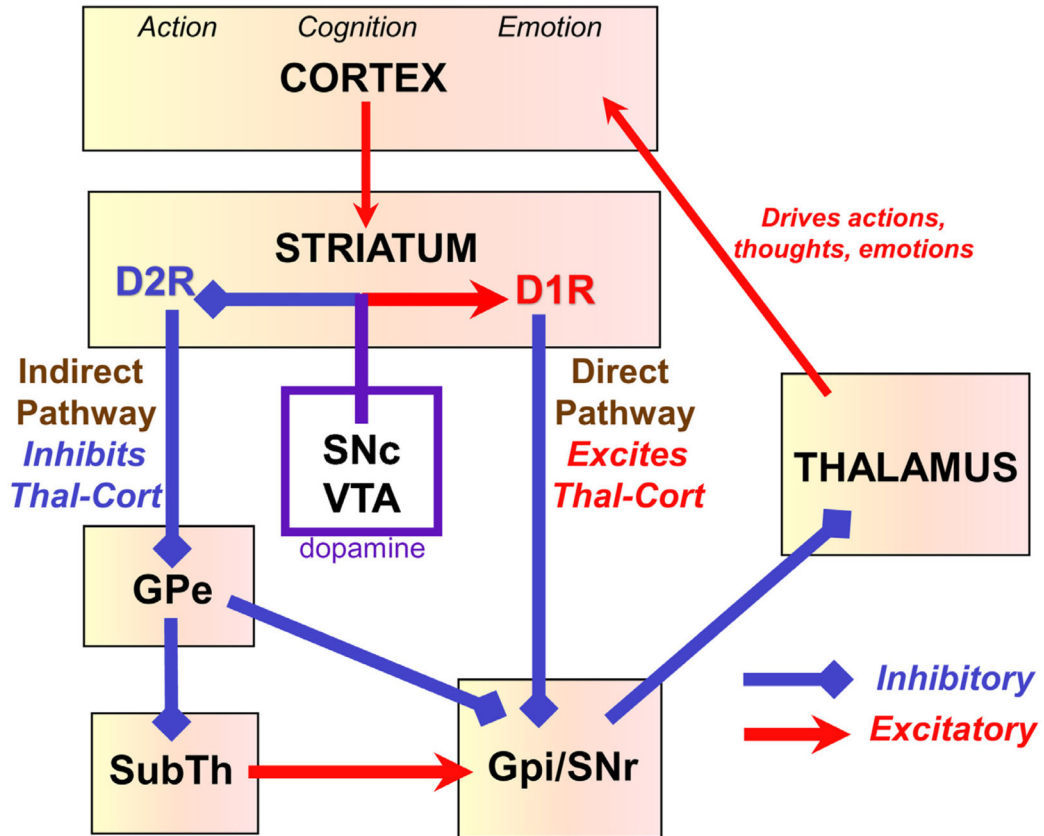 Action Cognition Emotion
CORTEX
STRIATUM
D2R
D1R
Drives actions,
thoughts, emotions
Indirect
Pathway
Inhibits
Thal-Cort
SNc
VTA
dopamine
Direct
Pathway
Excites
Thal-Cort
THALAMUS
GPe
SubTh
Gpi/SNr
Inhibitory
Excitatory